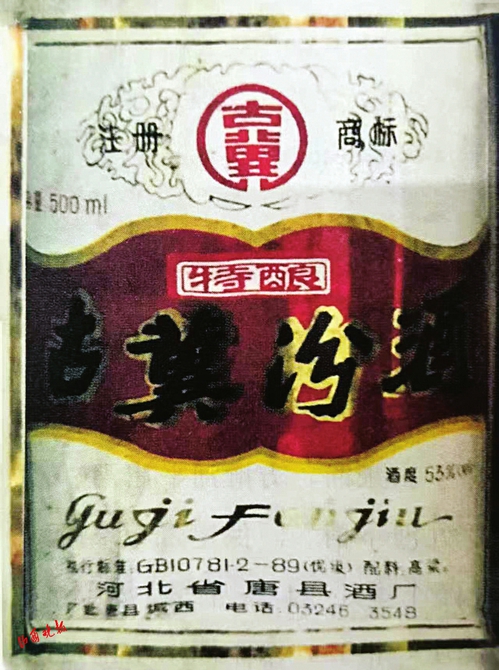 注册 古冀 商标
容量 500 ml
特酿
古冀汾酒
酒度 53%
Guji Fenjiu
执行标准:GB10781·2-89(优级) 配料:高粱
河北省唐县酒厂
厂址唐县城西 电话 03246 3548